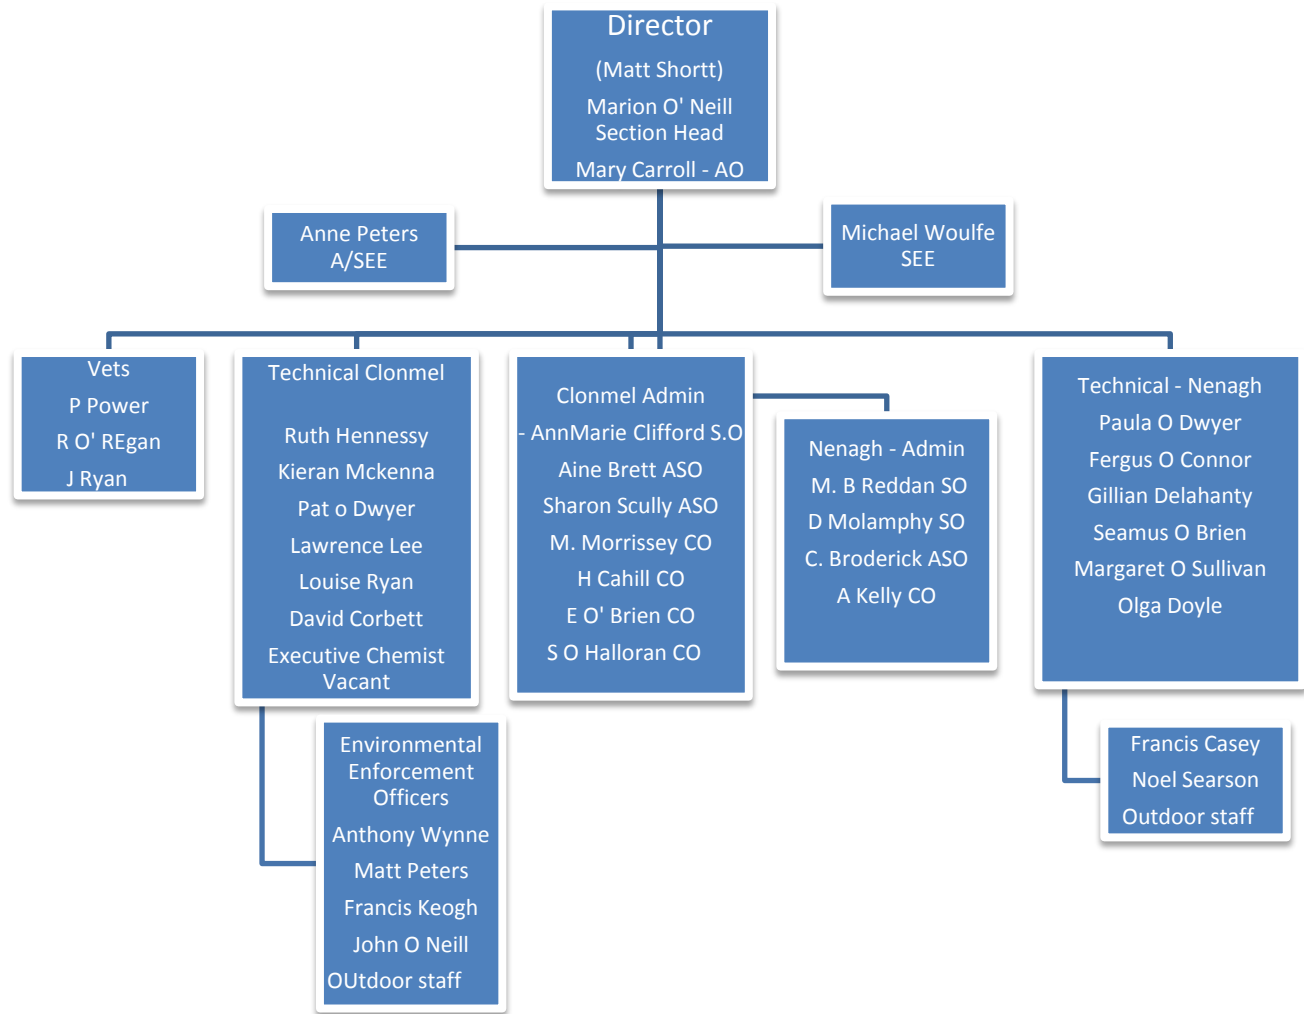 Director
(Matt Shortt)
Marion O' Neill
Section Head
Mary Carroll - AO
Anne Peters
A/SEE
Michael Woulfe
SEE
Vets
P Power
R O' REgan
J Ryan
Technical Clonmel
Ruth Hennessy
Kieran Mckenna
Pat o Dwyer
Lawrence Lee
Louise Ryan
David Corbett
Executive Chemist
Vacant
Clonmel Admin
- AnnMarie Clifford S.O
Aine Brett ASO
Sharon Scully ASO
M. Morrissey CO
H Cahill CO
E O' Brien CO
S O Halloran CO
Nenagh - Admin
M. B Reddan SO
D Molamphy SO
C. Broderick ASO
A Kelly CO
Technical - Nenagh
Paula O Dwyer
Fergus O Connor
Gillian Delahanty
Seamus O Brien
Margaret O Sullivan
Olga Doyle
Environmental
Enforcement
Officers
Anthony Wynne
Matt Peters
Francis Keogh
John O Neill
OUtdoor staff
Francis Casey
Noel Searson
Outdoor staff